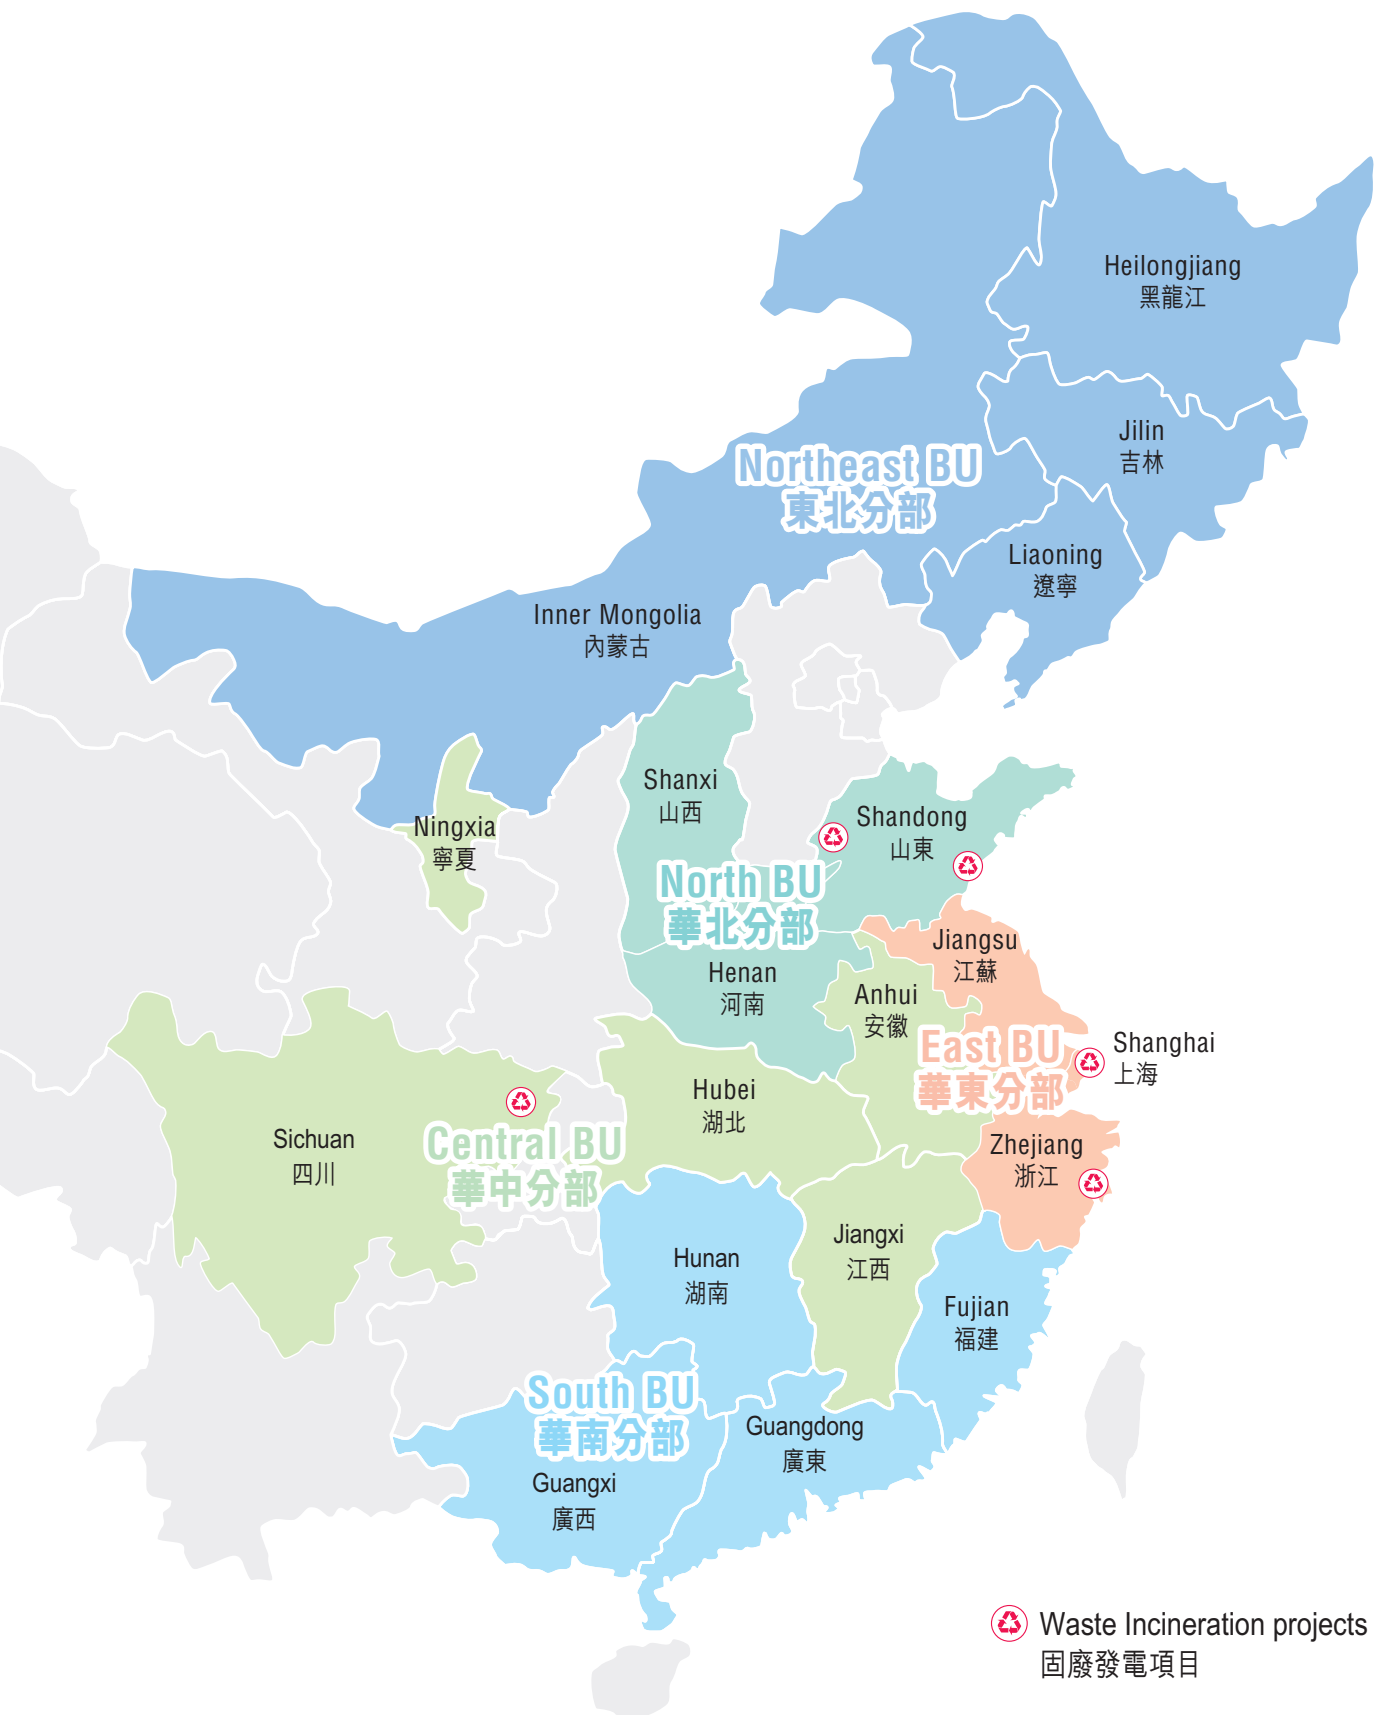 Heilongjiang
黑龍江
Jilin
吉林
Northeast BU
東北分部
Liaoning
遼寧
Inner Mongolia
內蒙古
Shanxi
山西
Shandong
山東
Ningxia
寧夏
North BU
華北分部
Jiangsu
江蘇
Henan
河南
Anhui
安徽
East BU
華東分部
Shanghai
上海
Hubei
湖北
Sichuan
四川
Central BU
華中分部
Zhejiang
浙江
Jiangxi
江西
Hunan
湖南
Fujian
福建
South BU
華南分部
Guangdong
廣東
Guangxi
廣西
Waste Incineration projects
固廢發電項目